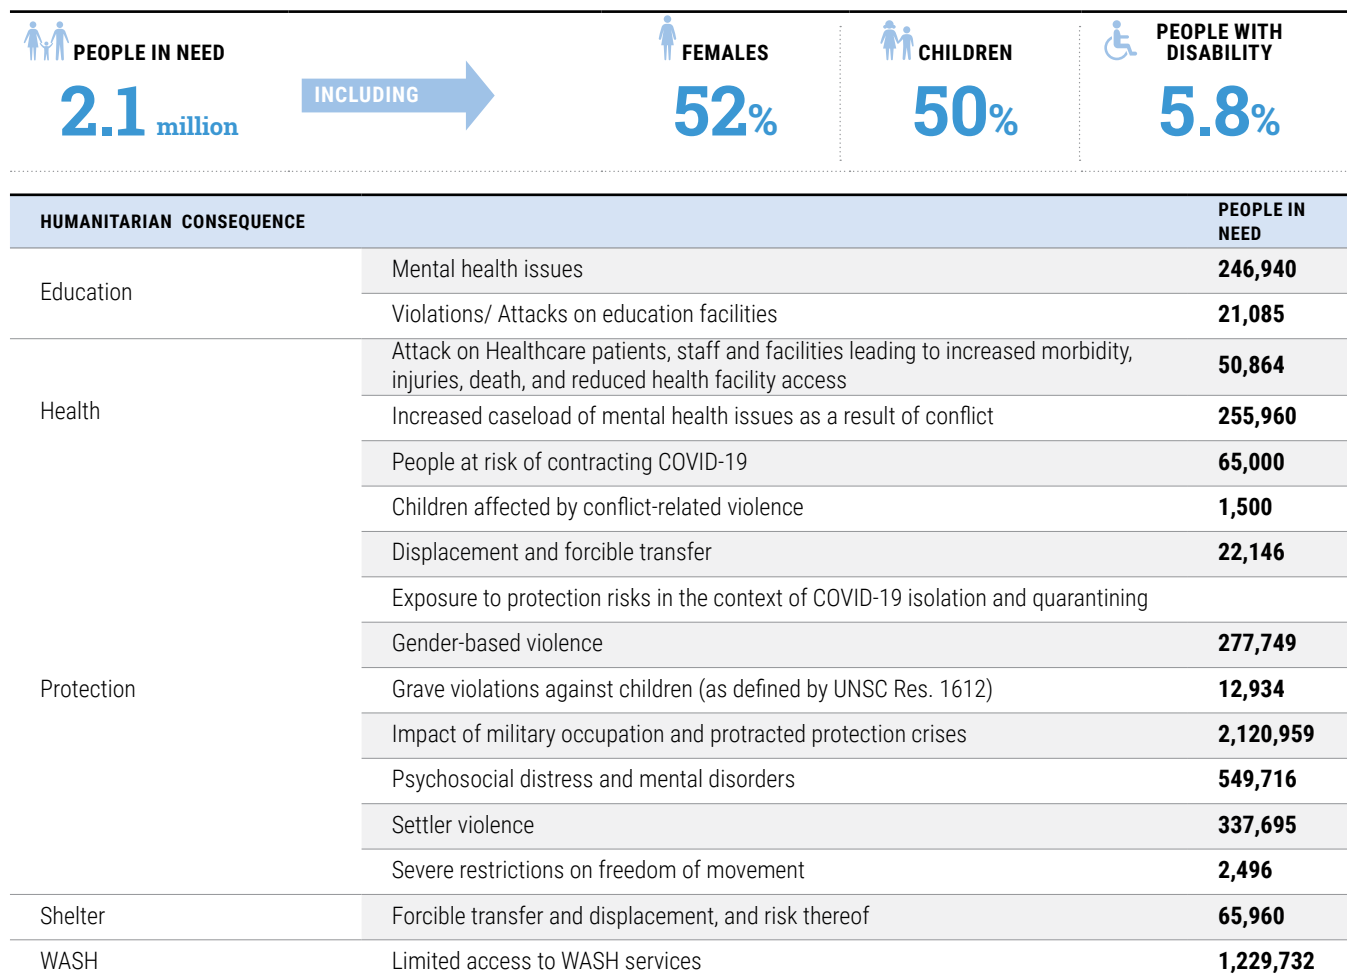 PEOPLE IN NEED
2.1 million
INCLUDING
FEMALES
52%
CHILDREN
50%
PEOPLE WITH
DISABILITY
5.8%
HUMANITARIAN CONSEQUENCE
PEOPLE IN
NEED
Education
Mental health issues 246,940
Violations/ Attacks on education facilities 21,085
Health
Attack on Healthcare patients, staff and facilities leading to increased morbidity,
injuries, death, and reduced health facility access 50,864
Increased caseload of mental health issues as a result of conflict 255,960
People at risk of contracting COVID-19 65,000
Protection
Children affected by conflict-related violence 1,500
Displacement and forcible transfer 22,146
Exposure to protection risks in the context of COVID-19 isolation and quarantining
Gender-based violence 277,749
Grave violations against children (as defined by UNSC Res. 1612) 12,934
Impact of military occupation and protracted protection crises 2,120,959
Psychosocial distress and mental disorders 549,716
Settler violence 337,695
Severe restrictions on freedom of movement 2,496
Shelter Forcible transfer and displacement, and risk thereof 65,960
WASH Limited access to WASH services 1,229,732